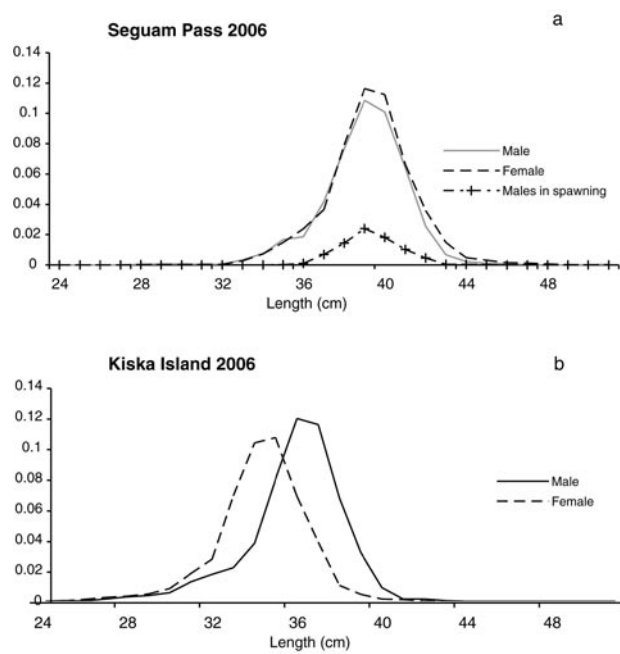 Seguam Pass 2006
a
0.14
0.12
0.1
0.08
0.06
0.04
0.02
0
Male
Female
Males in spawning
24 28 32 36 40 44 48
Length (cm)
Kiska Island 2006
b
0.14
0.12
0.1
0.08
0.06
0.04
0.02
0
Male
Female
24 28 32 36 40 44 48
Length (cm)